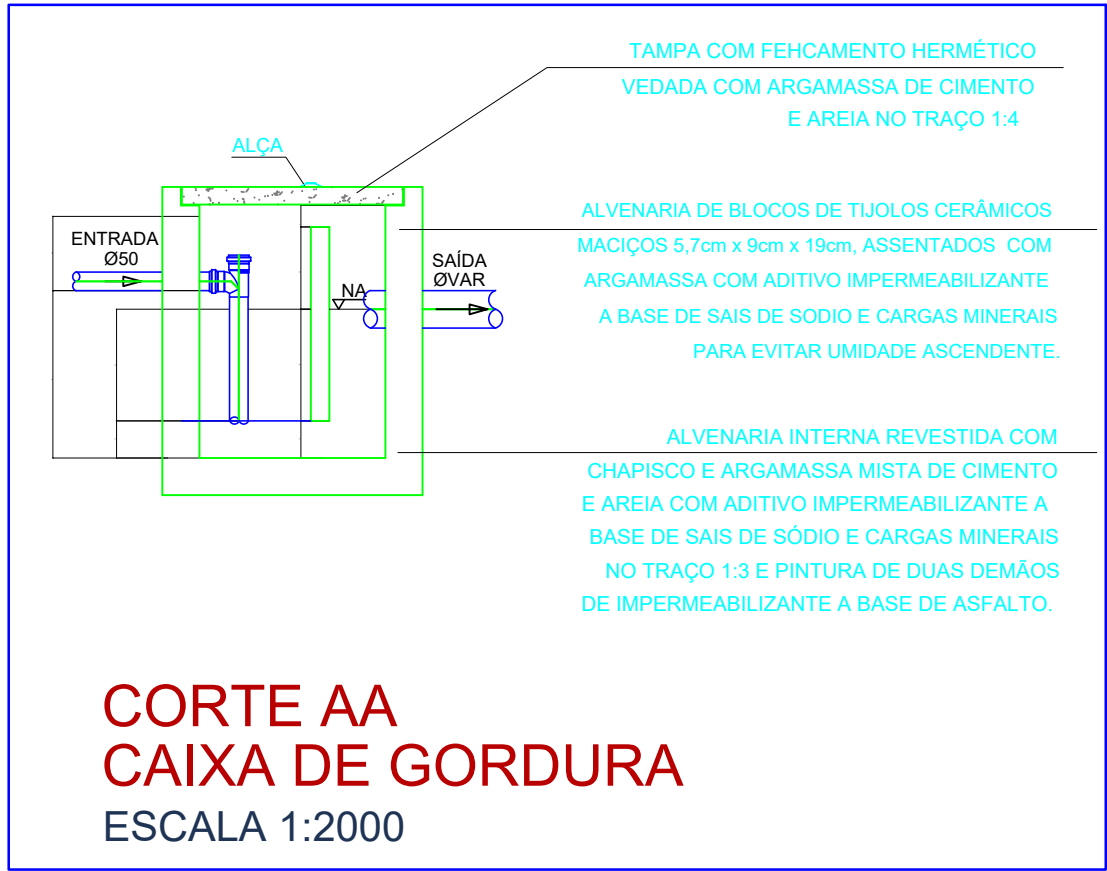 TAMPA COM FEHCAMENTO HERMÉTICO
VEDADA COM ARGAMASSA DE CIMENTO
E AREIA NO TRAÇO 1:4
ALÇA
ENTRADA
Ø50
SAÍDA
ØVAR
NA
ALVENARIA DE BLOCOS DE TIJOLOS CERÂMICOS
MACIÇOS 5,7cm x 9cm x 19cm, ASSENTADOS COM
ARGAMASSA COM ADITIVO IMPERMEABILIZANTE
A BASE DE SAIS DE SODIO E CARGAS MINERAIS
PARA EVITAR UMIDADE ASCENDENTE.
ALVENARIA INTERNA REVESTIDA COM
CHAPISCO E ARGAMASSA MISTA DE CIMENTO
E AREIA COM ADITIVO IMPERMEABILIZANTE A
BASE DE SAIS DE SÓDIO E CARGAS MINERAIS
NO TRAÇO 1:3 E PINTURA DE DUAS DEMÃOS
DE IMPERMEABILIZANTE A BASE DE ASFALTO.
CORTE AA
CAIXA DE GORDURA
ESCALA 1:2000